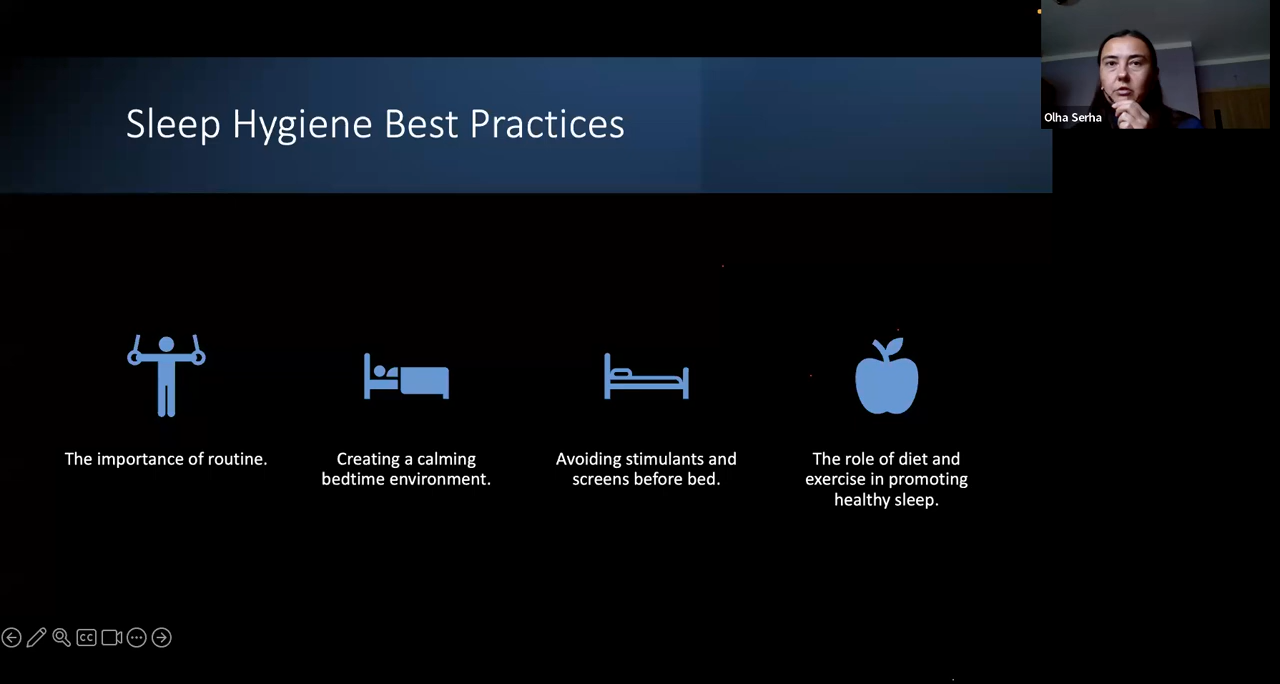 Sleep Hygiene Best Practices
Olha Serha
The importance of routine.
Creating a calming
bedtime environment.
Avoiding stimulants and
screens before bed.
The role of diet and
exercise in promoting
healthy sleep.
CC